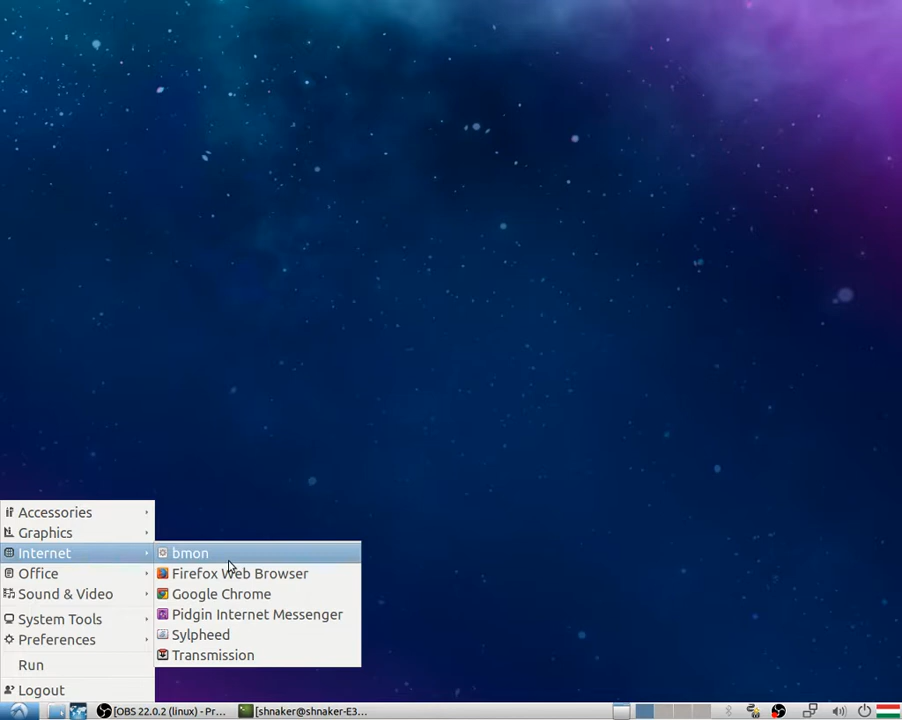 Accessories
Graphics
Internet
Office
Sound & Video
System Tools
Preferences
Run
Logout
bmon
Firefox Web Browser
Google Chrome
Pidgin Internet Messenger
Sylpheed
Transmission
[OBS 22.0.2 (linux) - Pr...
[shnaker@shnaker-E3...